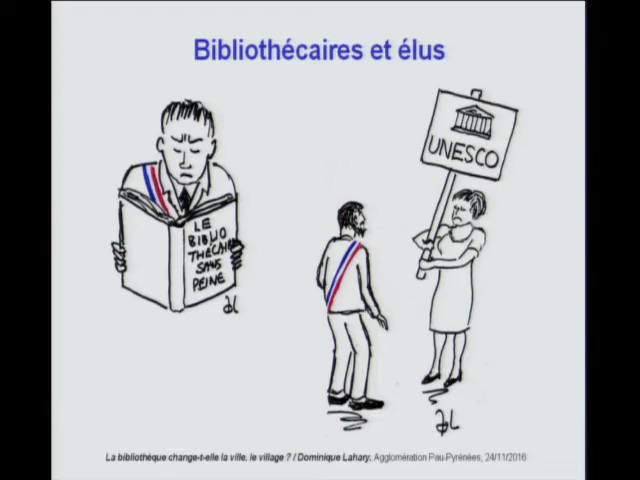 Bibliothécaires et élus
LE
BIBLIO
THÉCAIRE
SANS
PEINE
UNESCO
La bibliothèque change-t-elle la ville, le village ? / Dominique Lahary, Agglomération Pau-Pyrénées, 24/11/2016